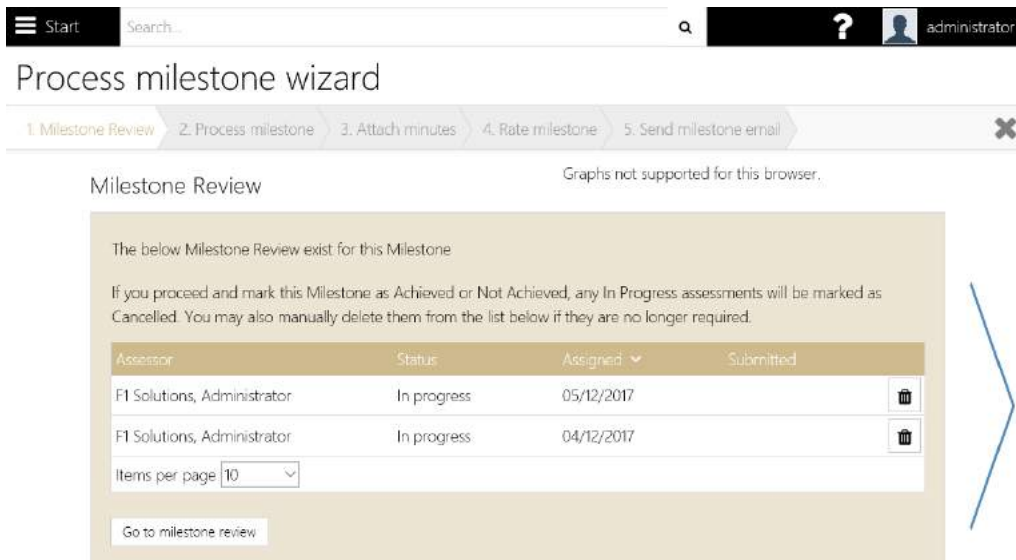 Start
Search...
?
administrator
Process milestone wizard
1. Milestone Review 2. Process milestone 3. Attach minutes 4. Rate milestone 5. Send milestone email
Milestone Review
Graphs not supported for this browser.
The below Milestone Review exist for this Milestone
If you proceed and mark this Milestone as Achieved or Not Achieved, any In Progress assessments will be marked as
Cancelled. You may also manually delete them from the list below if they are no longer required.
Assessor Status Assigned Submitted
F1 Solutions, Administrator In progress 05/12/2017
F1 Solutions, Administrator In progress 04/12/2017
Items per page 10
Go to milestone review